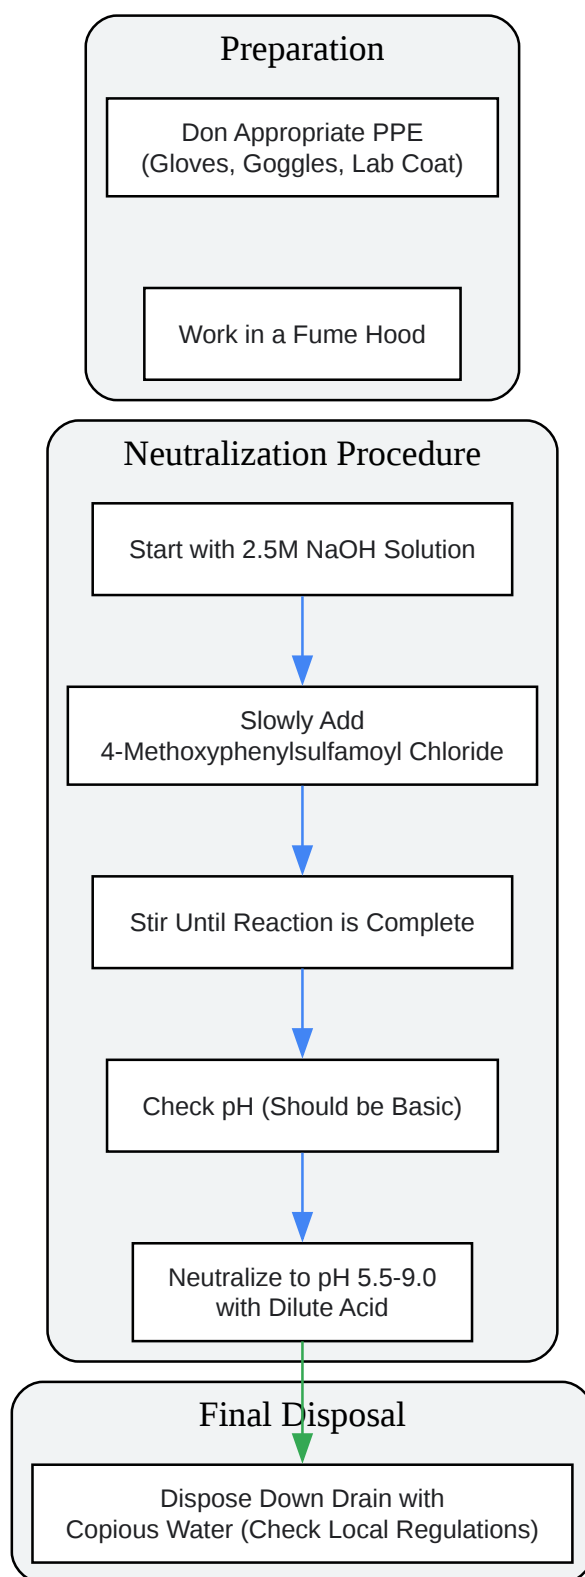 Preparation
Don Appropriate PPE
(Gloves, Goggles, Lab Coat)
Work in a Fume Hood
Neutralization Procedure
Start with 2.5M NaOH Solution
Slowly Add
4-Methoxyphenylsulfamoyl Chloride
Stir Until Reaction is Complete
Check pH (Should be Basic)
Neutralize to pH 5.5-9.0
with Dilute Acid
Final Disposal
Dispose Down Drain with
Copious Water (Check Local Regulations)